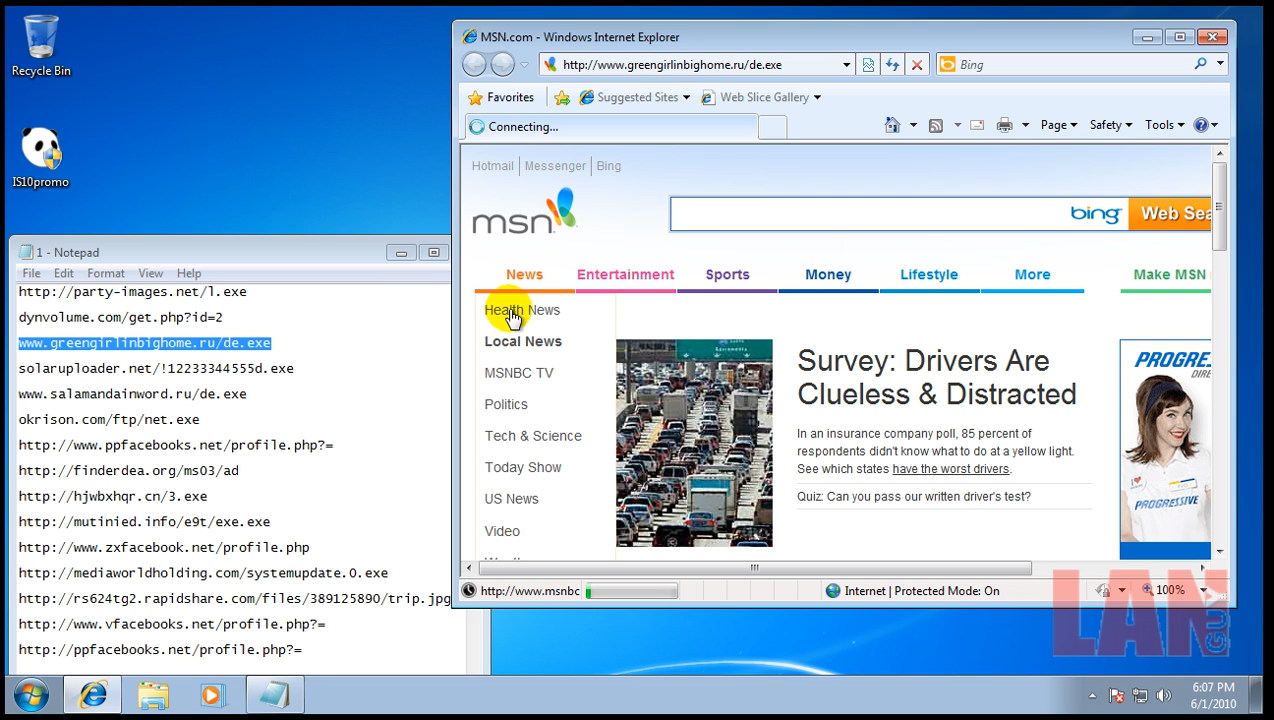 Recycle Bin
IS10promo
1 - Notepad
File Edit Format View Help
http://party-images.net/l.exe
dynvolume.com/get.php?id=2
www.greengirlinbighome.ru/de.exe
solaruploader.net/!12233344555d.exe
www.salamandainword.ru/de.exe
okrison.com/ftp/net.exe
http://www.ppfacebooks.net/profile.php?=
http://finderdea.org/ms03/ad
http://hjwbxhqr.cn/3.exe
http://mutinied.info/e9t/exe.exe
http://www.zxfacebook.net/profile.php
http://mediaworldholding.com/systemupdate.0.exe
http://rs624tg2.rapidshare.com/files/389125890/trip.jpg
http://www.vfacebooks.net/profile.php?=
http://ppfacebooks.net/profile.php?=
MSN.com - Windows Internet Explorer
http://www.greengirlinbighome.ru/de.exe
Bing
Favorites
Suggested Sites
Web Slice Gallery
Connecting...
Page Safety Tools
Hotmail Messenger Bing
msn
bing
Web Sea
News Entertainment Sports Money Lifestyle More Make MSN
Health News
Local News
MSNBC TV
Politics
Tech & Science
Today Show
US News
Video
Survey: Drivers Are
Clueless & Distracted
In an insurance company poll, 85 percent of
respondents didn't know what to do at a yellow light.
See which states have the worst drivers.
Quiz: Can you pass our written driver's test?
PROGRESSIVE
DIRE
PROGRESSIVE
http://www.msnbc
Internet | Protected Mode: On
100%
LAN
GUY
6:07 PM
6/1/2010